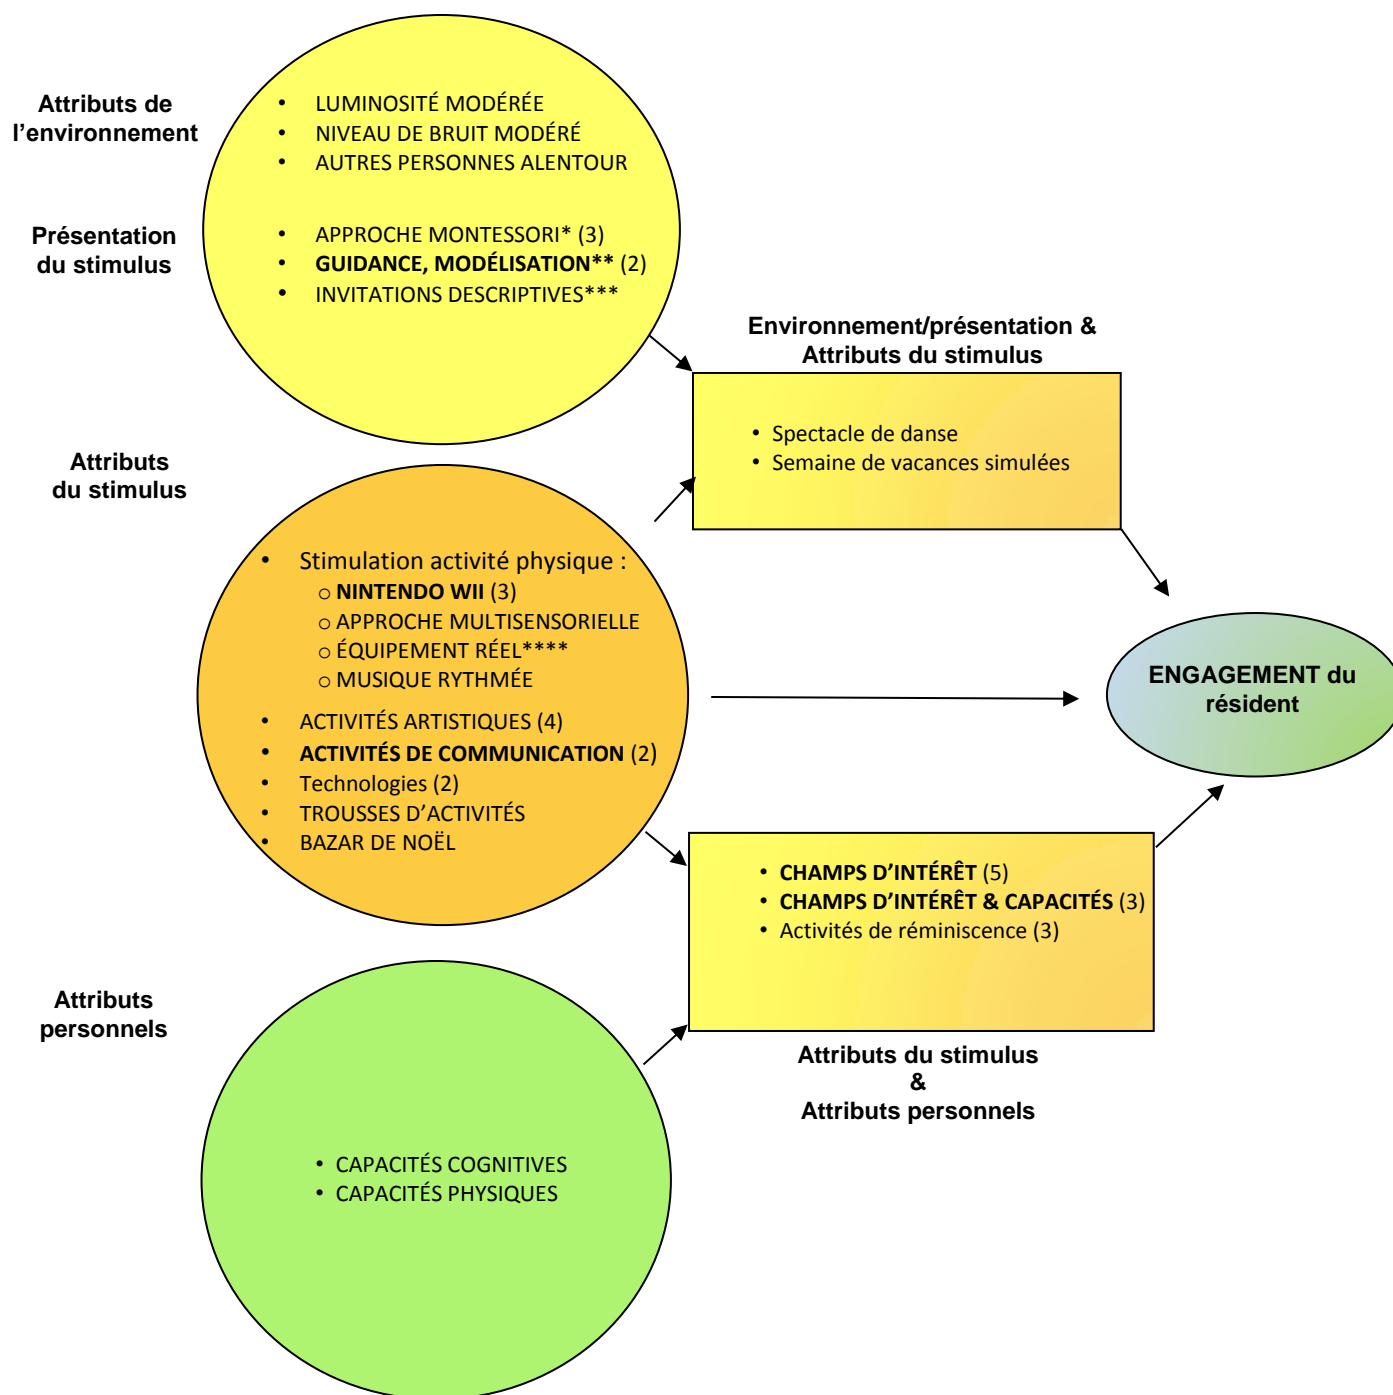 Attributs de
l’environnement
• LUMINOSITÉ MODÉRÉE
• NIVEAU DE BRUIT MODÉRÉ
• AUTRES PERSONNES ALENTOUR
Présentation
du stimulus
• APPROCHE MONTESSORI* (3)
• GUIDANCE, MODÉLISATION** (2)
• INVITATIONS DESCRIPTIVES***
Environnement/présentation &
Attributs du stimulus
• Spectacle de danse
• Semaine de vacances simulées
Attributs
du stimulus
• Stimulation activité physique :
o NINTENDO WII (3)
o APPROCHE MULTISENSORIELLE
o ÉQUIPEMENT RÉEL****
o MUSIQUE RYTHMÉE
• ACTIVITÉS ARTISTIQUES (4)
• ACTIVITÉS DE COMMUNICATION (2)
• Technologies (2)
• TROUSSES D’ACTIVITÉS
• BAZAR DE NOËL
ENGAGEMENT du
résident
• CHAMPS D’INTÉRÊT (5)
• CHAMPS D’INTÉRÊT & CAPACITÉS (3)
• Activités de réminiscence (3)
Attributs du stimulus
&
Attributs personnels
Attributs
personnels
• CAPACITÉS COGNITIVES
• CAPACITÉS PHYSIQUES